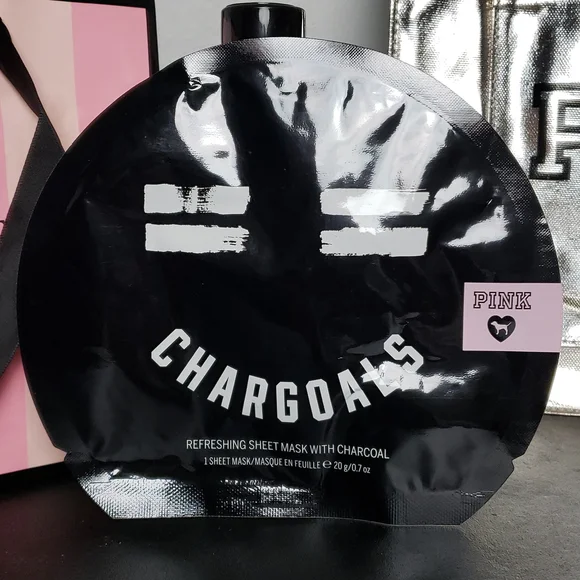 PINK
CHARGOALS
REFRESHING SHEET MASK WITH CHARCOAL
1 SHEET MASK/MASQUE EN FEUILLE ℮ 20 g/0.7 oz